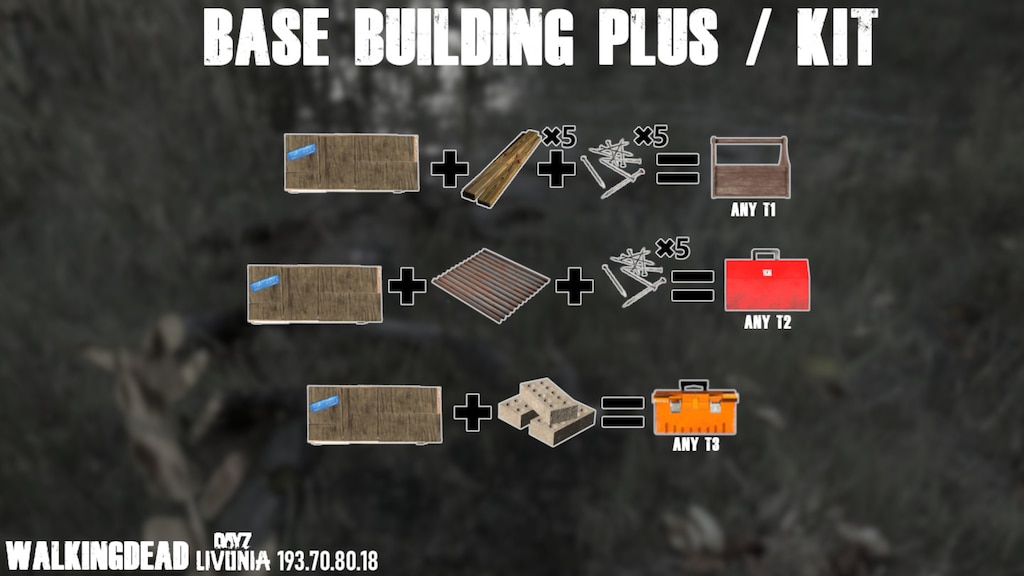 BASE BUILDING PLUS / KIT
+ ×5 + ×5 =
ANY T1
+ + ×5 =
ANY T2
+ =
ANY T3
DAYZ
WALKINGDEAD LIVONIA 193.70.80.18